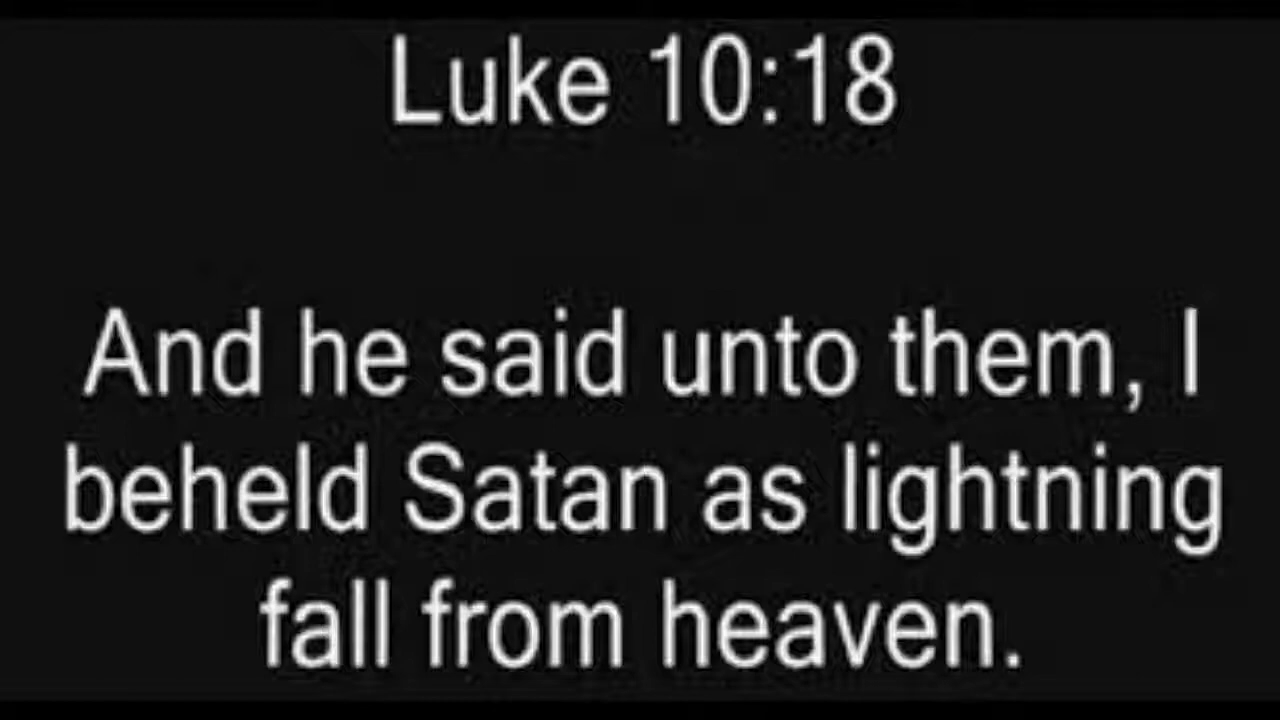 Luke 10:18
And he said unto them, I
beheld Satan as lightning
fall from heaven.